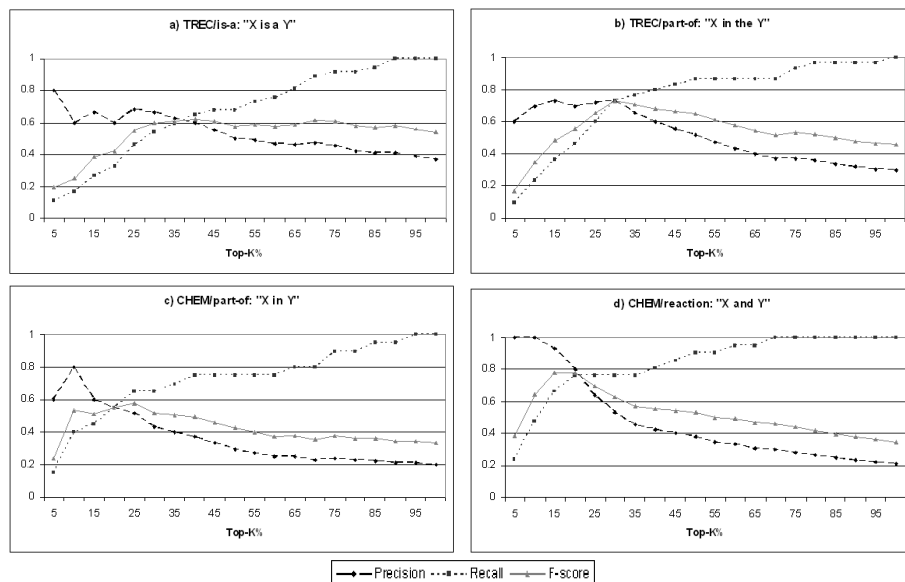 a) TREC/is-a: "X is a Y"
1
0.8
0.6
0.4
0.2
0
5 15 25 35 45 55 65 75 85 95
Top-K%
b) TREC/part-of: "X in the Y"
1
0.8
0.6
0.4
0.2
0
5 15 25 35 45 55 65 75 85 95
Top-K%
c) CHEM/part-of: "X in Y"
1
0.8
0.6
0.4
0.2
0
5 15 25 35 45 55 65 75 85 95
Top-K%
d) CHEM/reaction: "X and Y"
1
0.8
0.6
0.4
0.2
0
5 15 25 35 45 55 65 75 85 95
Top-K%
Precision Recall F-score